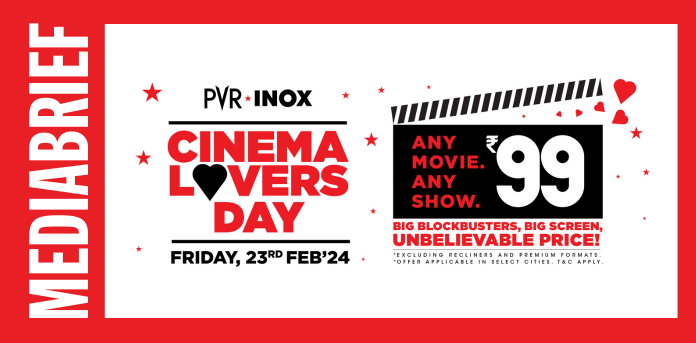 MEDIABRIEF
PVR INOX
CINEMA
LOVERS
DAY
FRIDAY, 23RD FEB'24
ANY
MOVIE.
ANY
SHOW.
₹99
BIG BLOCKBUSTERS, BIG SCREEN,
UNBELIEVABLE PRICE!
*EXCLUDING RECLINERS AND PREMIUM FORMATS.
*OFFER APPLICABLE IN SELECT CITIES. T&C APPLY.